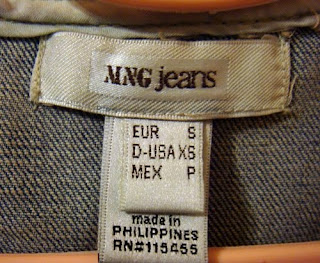 MNG jeans
EUR S
D-USA XS
MEX P
made in
PHILIPPINES
RN#115455